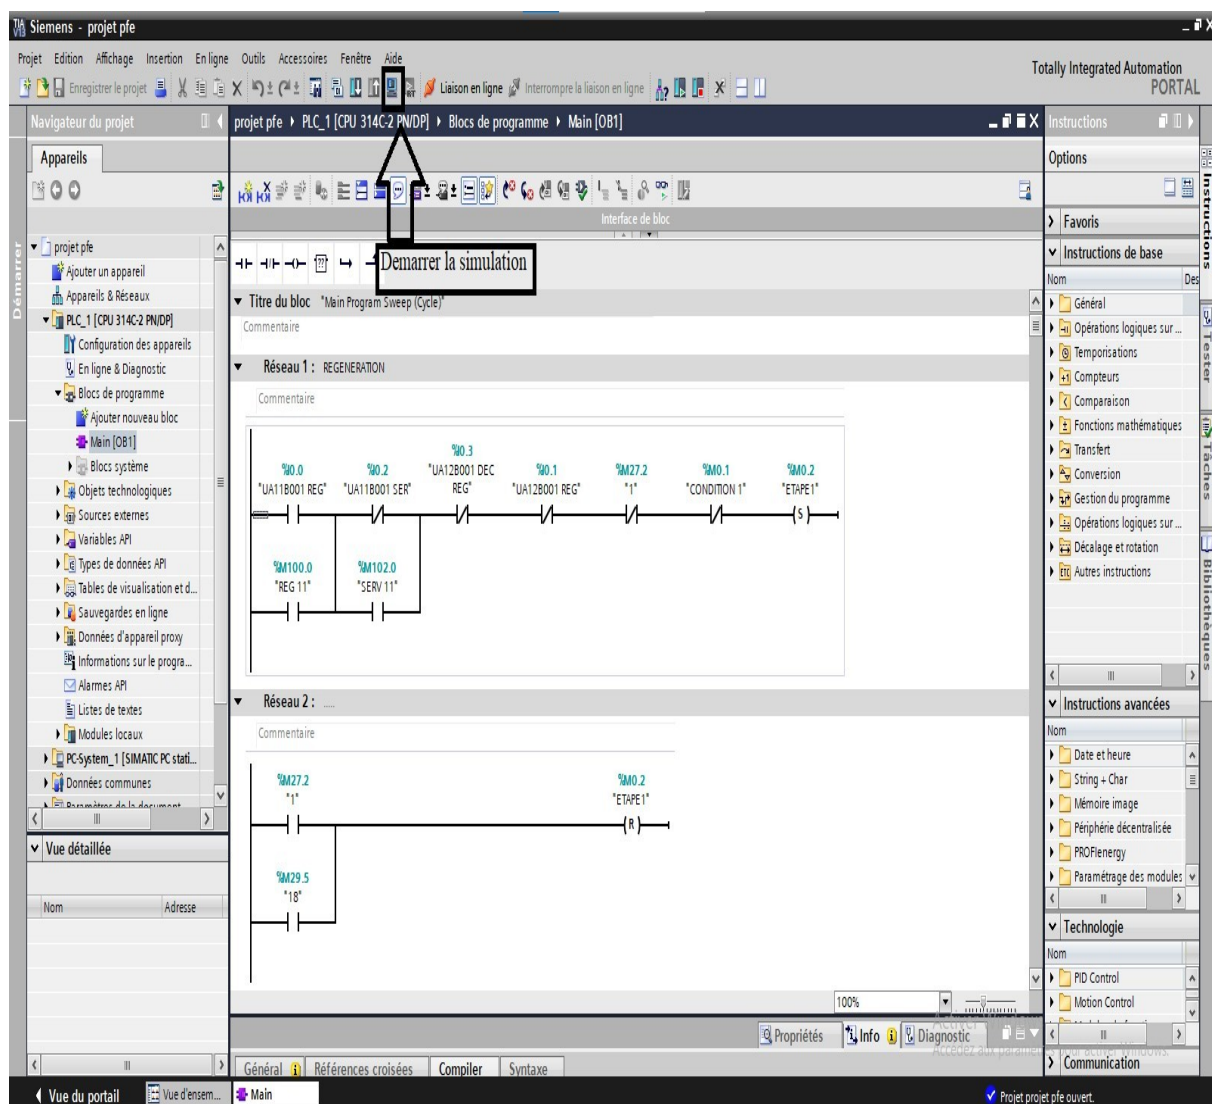 Siemens - projet pfe
Projet Edition Affichage Insertion En ligne Outils Accessoires Fenêtre Aide
Totally Integrated Automation
PORTAL
Enregistrer le projet
Liaison en ligne
Interrompre la liaison en ligne
Navigateur du projet
projet pfe PLC_1 [CPU 314C-2 PN/DP] Blocs de programme Main [OB1]
Instructions
Appareils
Options
Interface de bloc
Demarrer la simulation
Démarrer
projet pfe
Ajouter un appareil
Appareils & Réseaux
PLC_1 [CPU 314C-2 PN/DP]
Configuration des appareils
En ligne & Diagnostic
Blocs de programme
Ajouter nouveau bloc
Main [OB1]
Blocs système
Objets technologiques
Sources externes
Variables API
Types de données API
Tables de visualisation et d...
Sauvegardes en ligne
Données d'appareil proxy
Informations sur le progra...
Alarmes API
Listes de textes
Modules locaux
PC-System_1 [SIMATIC PC stati...
Données communes
Vue détaillée
Nom Adresse
Titre du bloc "Main Program Sweep (Cycle)"
Commentaire
Réseau 1 : REGENERATION
Commentaire
%I0.0 %I0.2 %I0.3 %I0.1 %M27.2 %M0.1 %M0.2
"UA11B001 REG" "UA11B001 SER" "UA12B001 DEC REG" "UA12B001 REG" "1" "CONDITION 1" "ETAPE1"
( S )
%M100.0 %M102.0
"REG 11" "SERV 11"
Réseau 2 : .....
Commentaire
%M27.2 %M0.2
"1" "ETAPE1"
( R )
%M29.5
"18"
100%
Propriétés Info Diagnostic
Général Références croisées Compiler Syntaxe
Favoris
Instructions de base
Nom Des
Général
Opérations logiques sur ...
Temporisations
Compteurs
Comparaison
Fonctions mathématiques
Transfert
Conversion
Gestion du programme
Opérations logiques sur ...
Décalage et rotation
Autres instructions
Instructions avancées
Nom
Date et heure
String + Char
Mémoire image
Périphérie décentralisée
PROFIenergy
Paramétrage des modules
Technologie
Nom
PID Control
Motion Control
Communication
Instructions
Tester
Tâches
Bibliothèques
Vue du portail Vue d'ensem... Main
Projet projet pfe ouvert.